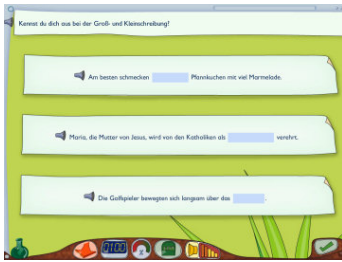 Kennst du dich aus bei der Groß- und Kleinschreibung?
Am besten schmecken Pfannkuchen mit viel Marmelade.
Maria, die Mutter von Jesus, wird von den Katholiken als verehrt.
Die Golfspieler bewegten sich langsam über das .